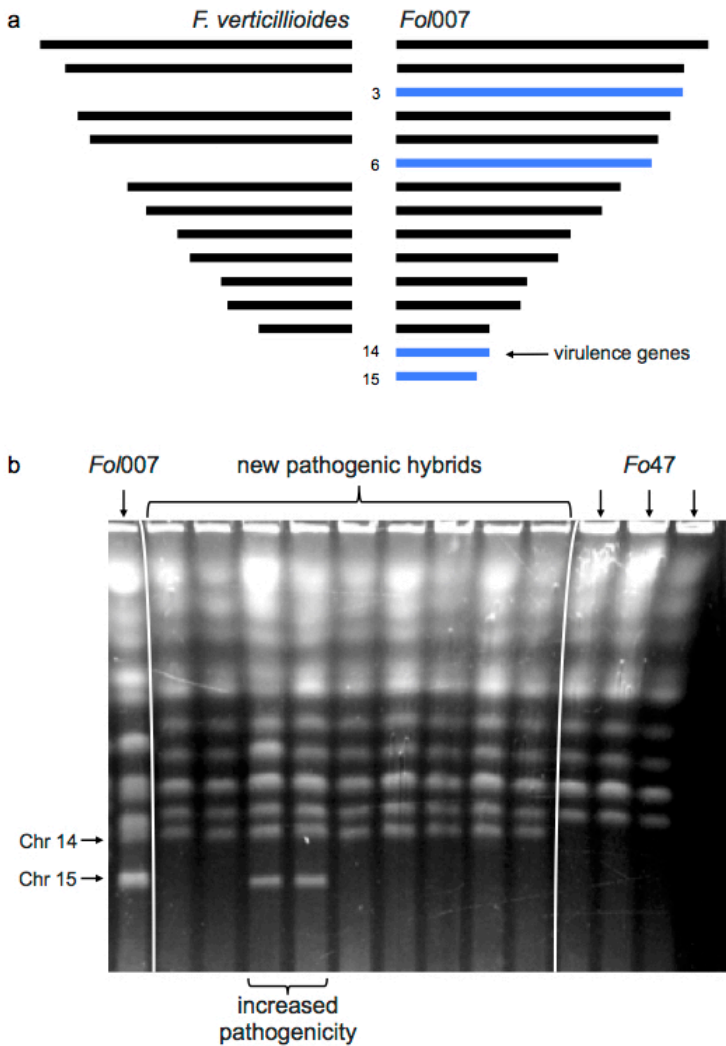 a
F. verticillioides
Fol007
3
6
14
virulence genes
15
b
Fol007
new pathogenic hybrids
Fo47
Chr 14
Chr 15
increased
pathogenicity